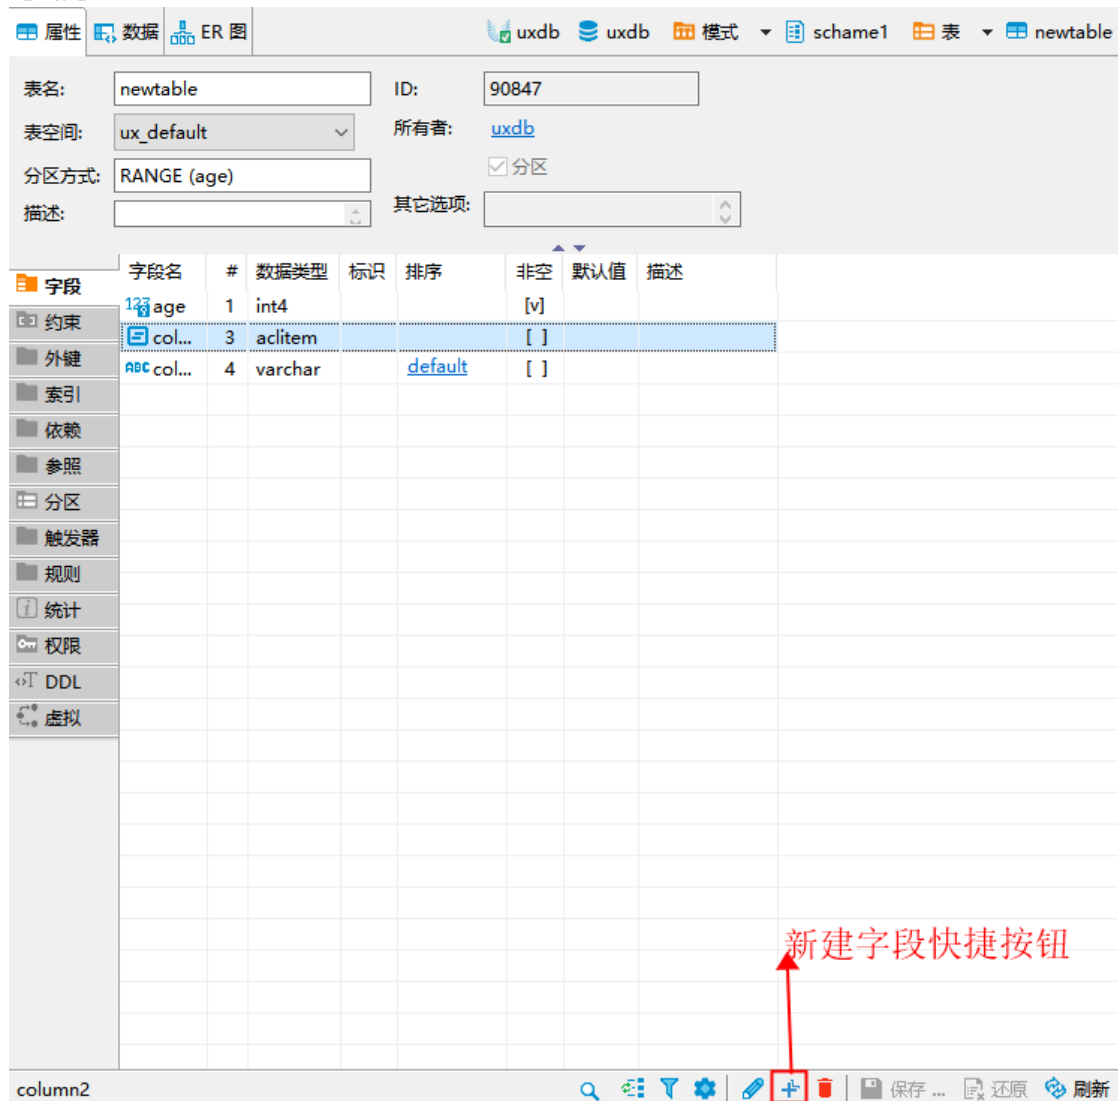 属性 数据 ER 图 uxdb uxdb 模式 schame1 表 newtable
表名: newtable ID: 90847
表空间: ux_default 所有者: uxdb
分区
分区方式: RANGE (age)
描述: 其它选项:
字段名 # 数据类型 标识 排序 非空 默认值 描述
字段
123 age 1 int4 [v]
约束
col... 3 aclitem [ ]
外键
ABC col... 4 varchar default [ ]
索引
依赖
参照
分区
触发器
规则
统计
权限
DDL
虚拟
新建字段快捷按钮
column2 保存 ... 还原 刷新